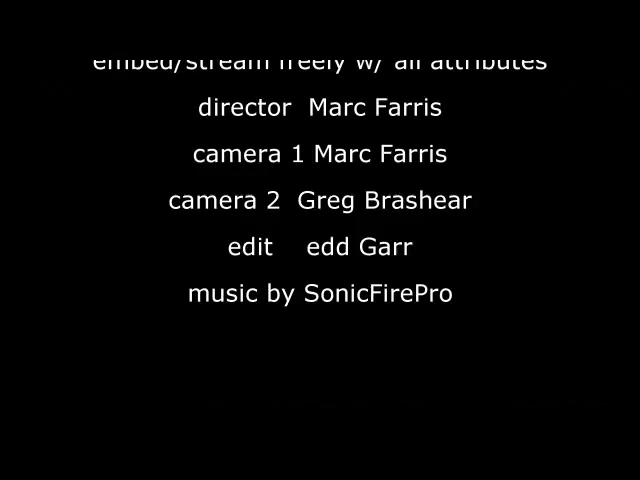 embed/stream freely w/ all attributes
director  Marc Farris
camera 1 Marc Farris
camera 2  Greg Brashear
edit    edd Garr
music by SonicFirePro